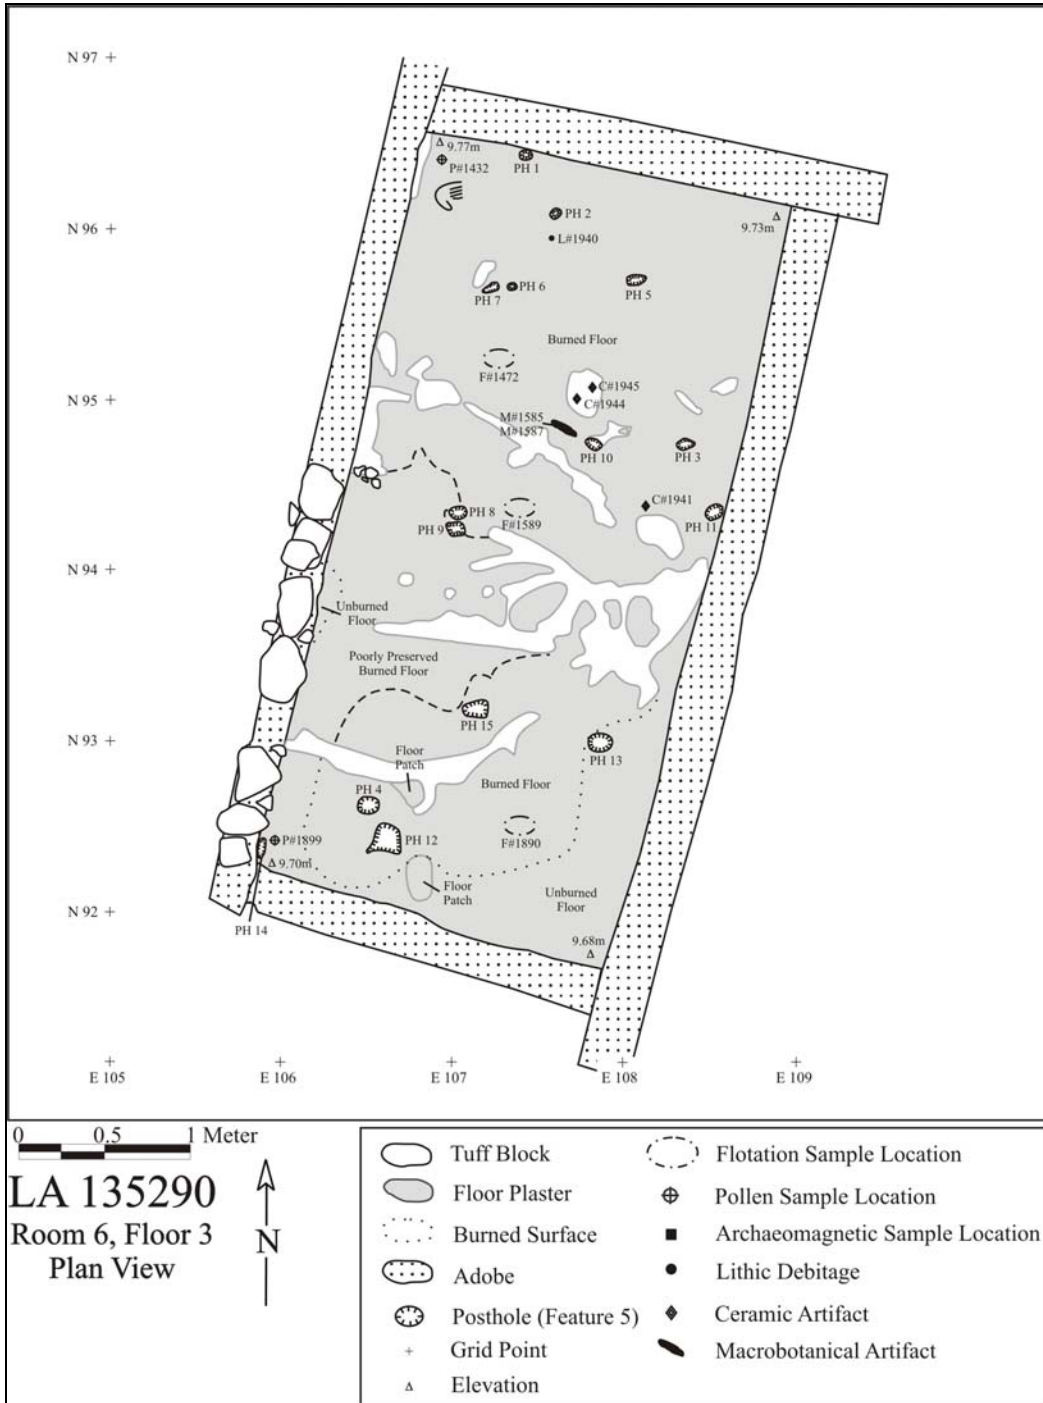 N 97
9.77m
P#1432
PH 1
N 96
PH 2
9.73m
L#1940
PH 7
PH 6
PH 5
Burned Floor
F#1472
N 95
C#1945
C#1944
M#1585
M#1587
PH 10
PH 3
C#1941
PH 8
PH 9
F#1589
PH 11
N 94
Unburned
Floor
Poorly Preserved
Burned Floor
PH 15
N 93
PH 13
Floor
Patch
Burned Floor
PH 4
P#1899
PH 12
F#1890
9.70m
Floor
Patch
Unburned
Floor
N 92
PH 14
9.68m
E 105
E 106
E 107
E 108
E 109
0 0.5 1 Meter
LA 135290
Room 6, Floor 3
Plan View
N
Tuff Block
Floor Plaster
Burned Surface
Adobe
Posthole (Feature 5)
Grid Point
Elevation
Flotation Sample Location
Pollen Sample Location
Archaeomagnetic Sample Location
Lithic Debitage
Ceramic Artifact
Macrobotanical Artifact